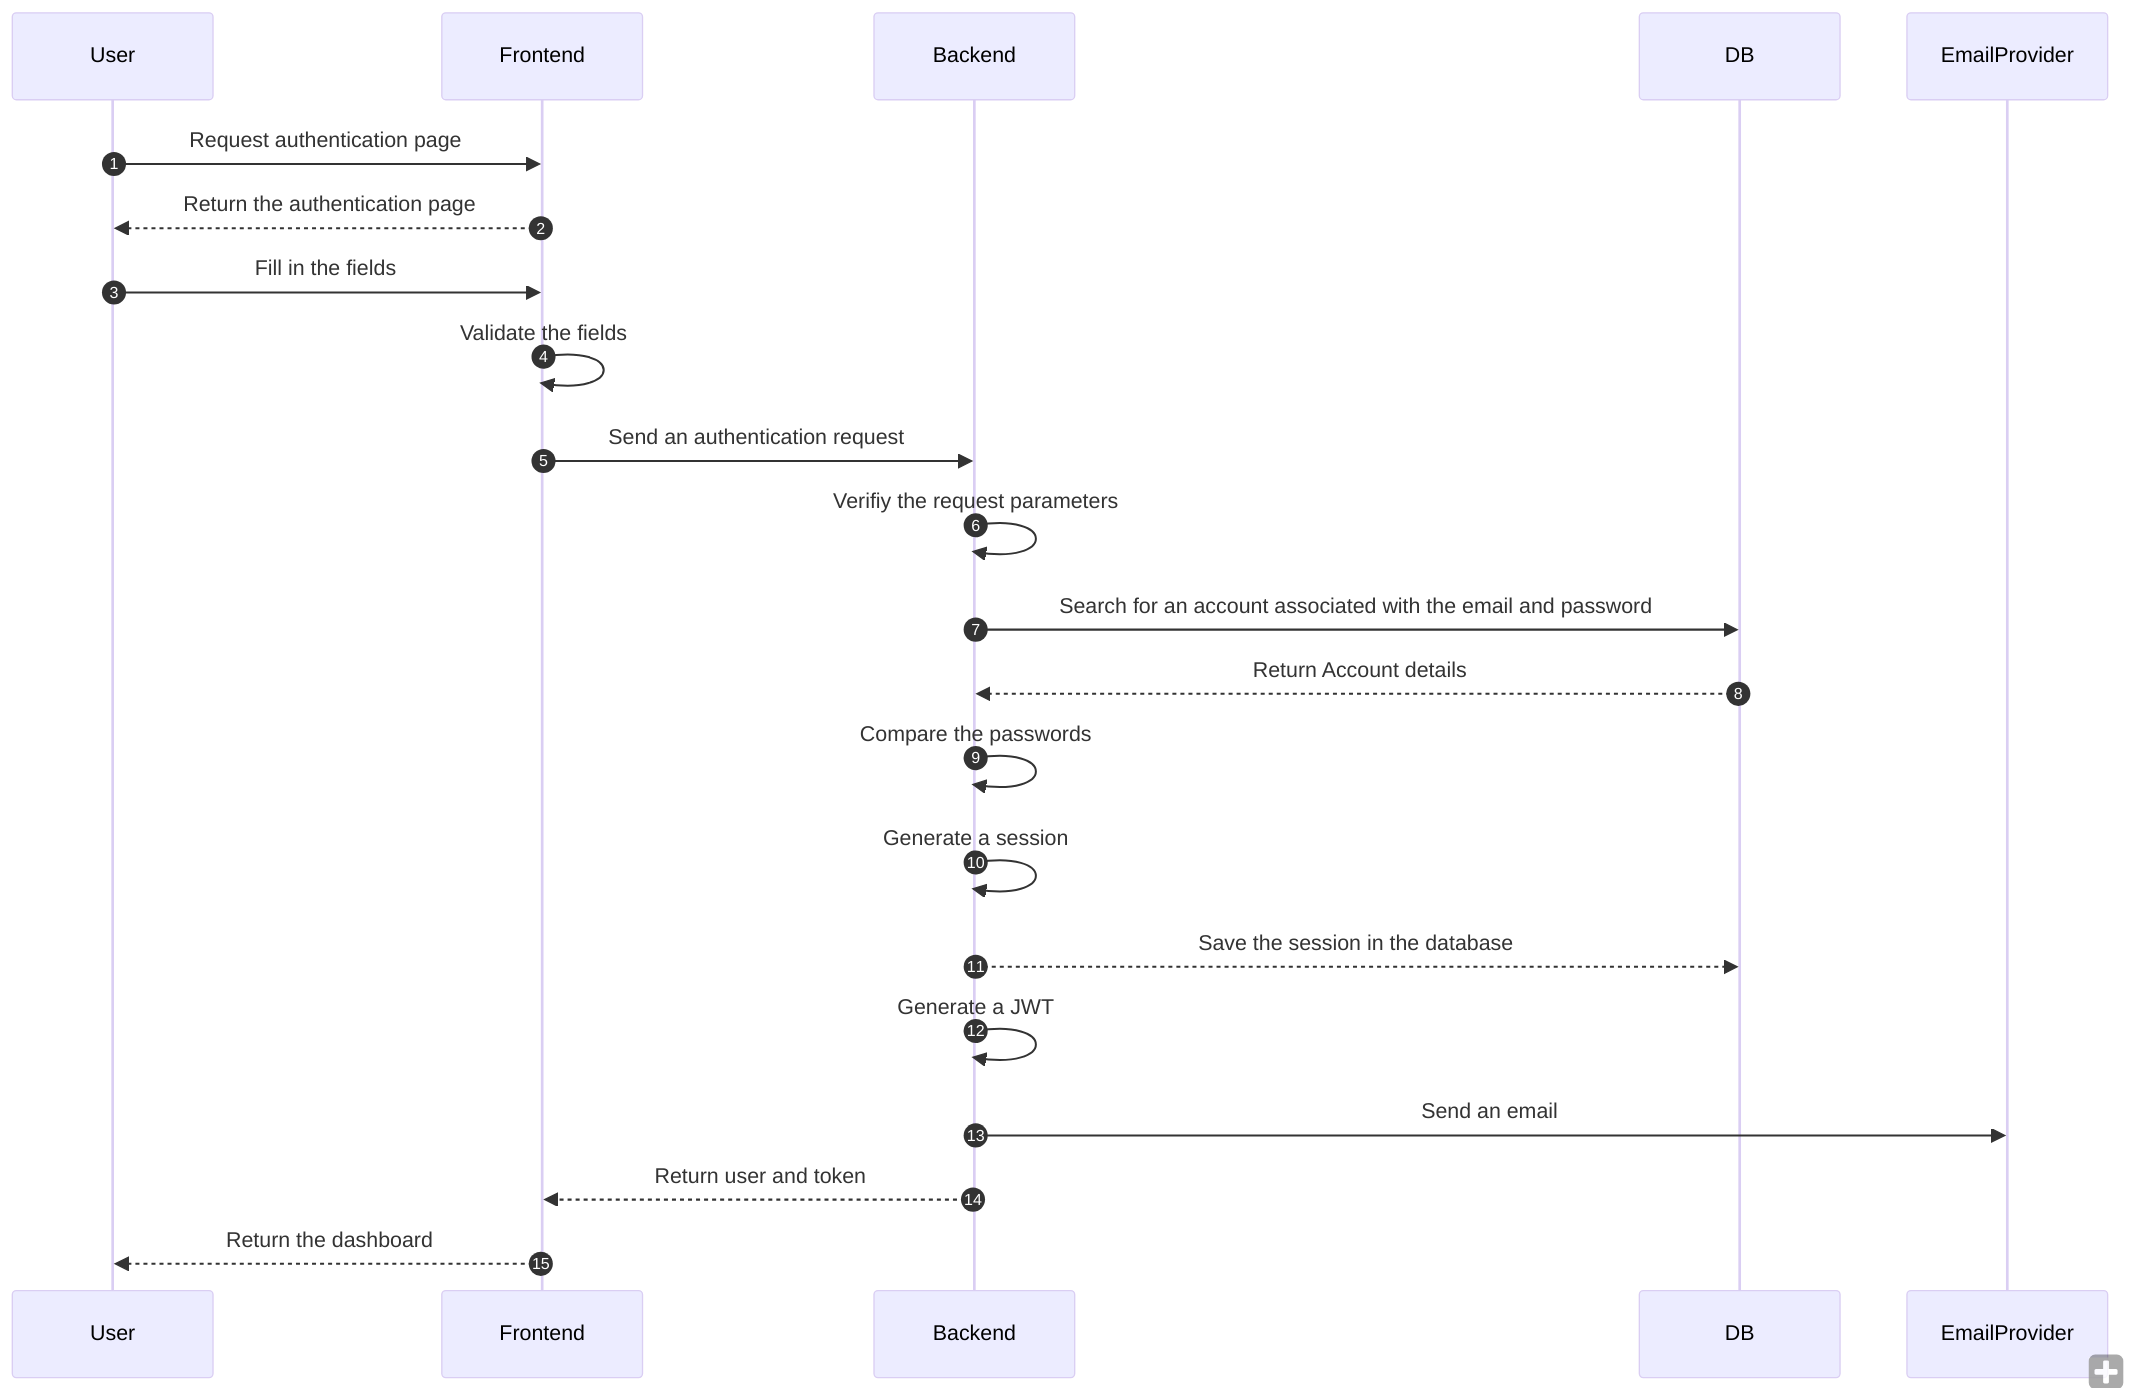 User
Frontend
Backend
DB
EmailProvider
Request authentication page
1
Return the authentication page
2
Fill in the fields
3
Validate the fields
4
Send an authentication request
5
Verifiy the request parameters
6
Search for an account associated with the email and password
7
Return Account details
8
Compare the passwords
9
Generate a session
10
Save the session in the database
11
Generate a JWT
12
Send an email
13
Return user and token
14
Return the dashboard
15
User
Frontend
Backend
DB
EmailProvider